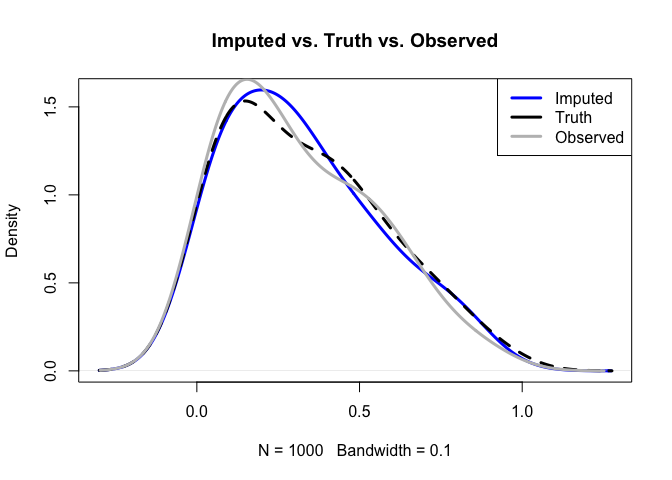 Imputed vs. Truth vs. Observed
Imputed
Truth
Observed
Density
1.5
1.0
0.5
0.0
0.0 0.5 1.0
N = 1000 Bandwidth = 0.1